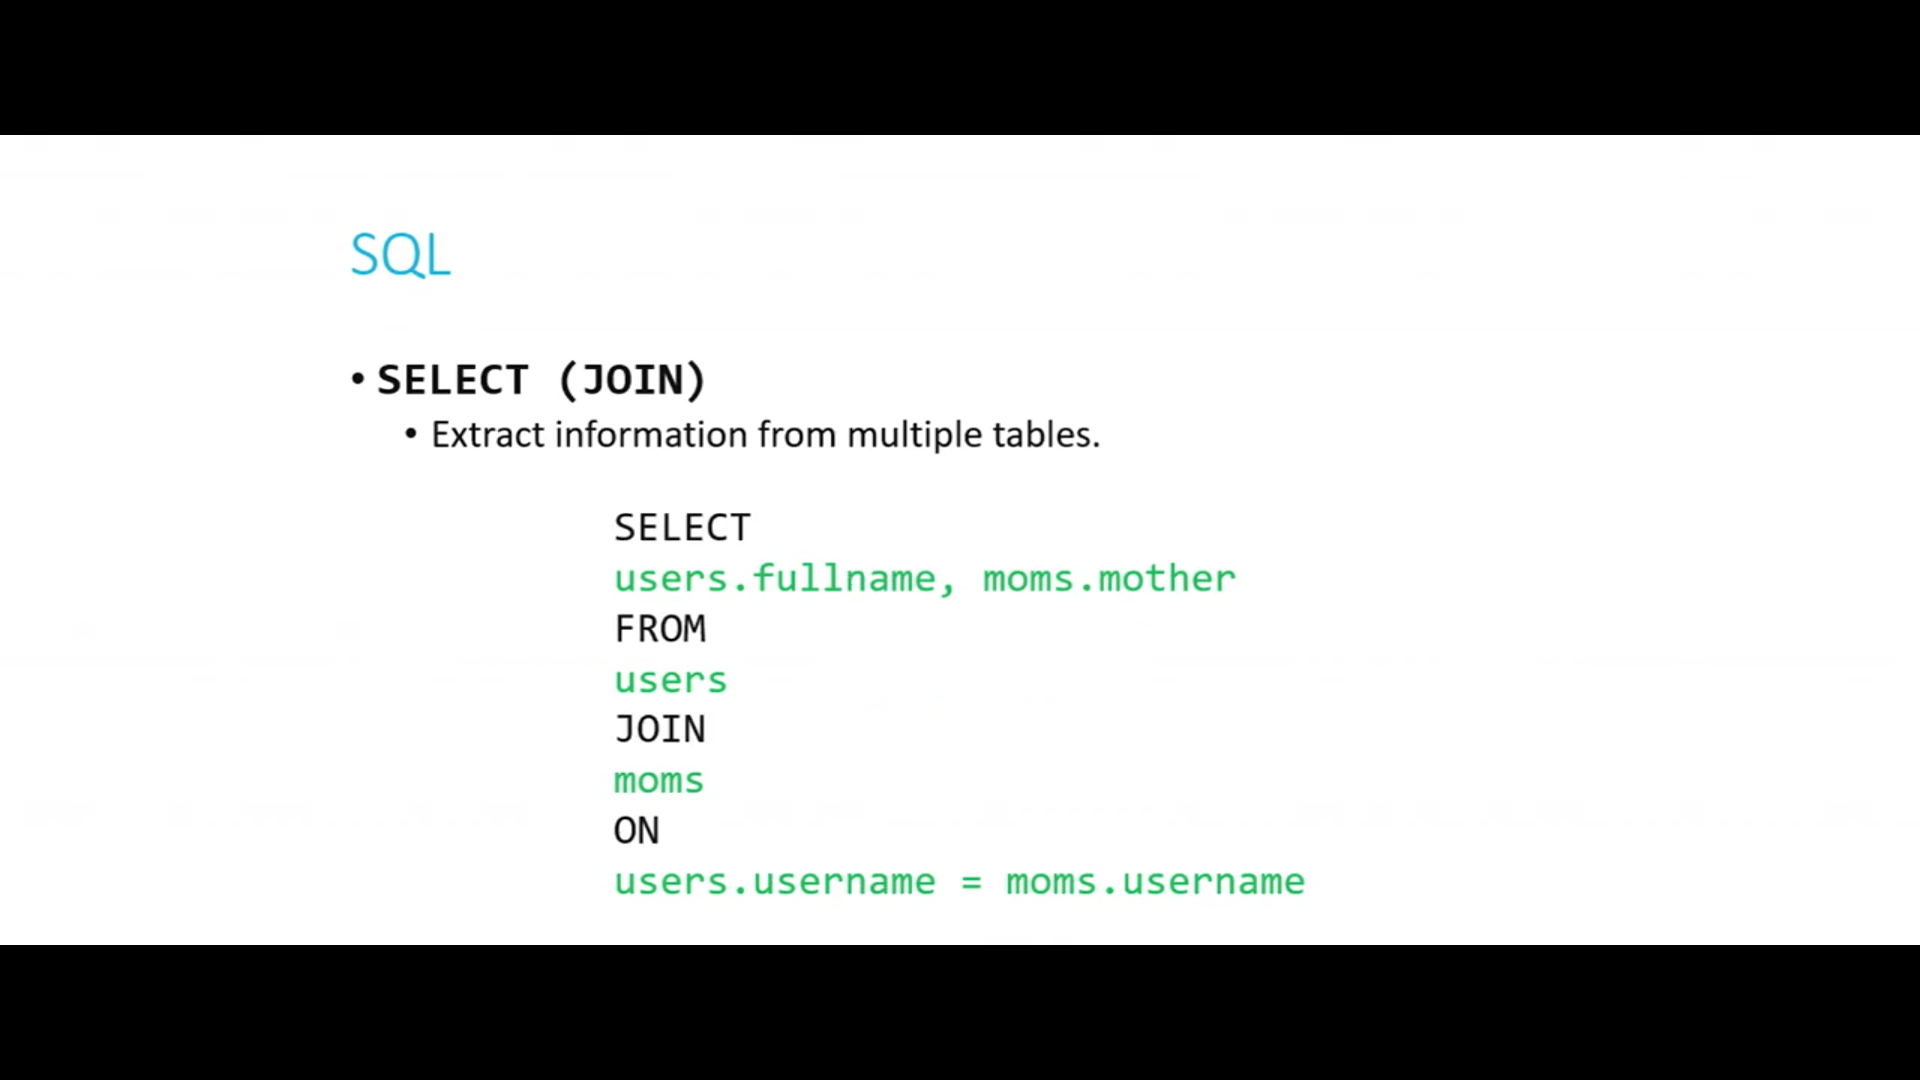 SQL
• SELECT (JOIN)
• Extract information from multiple tables.
SELECT
users.fullname, moms.mother
FROM
users
JOIN
moms
ON
users.username = moms.username